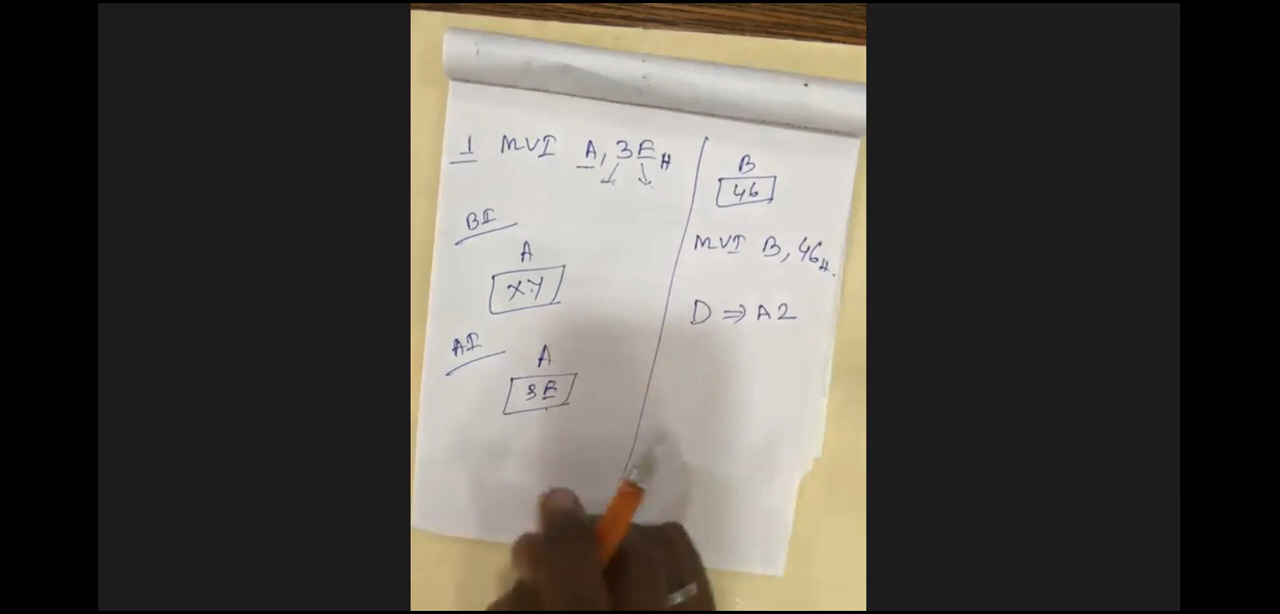 1 MVI A, 3EH
BI
A
XY
AI
A
3E
B
46
MVI B, 46H.
D ⇒ A2